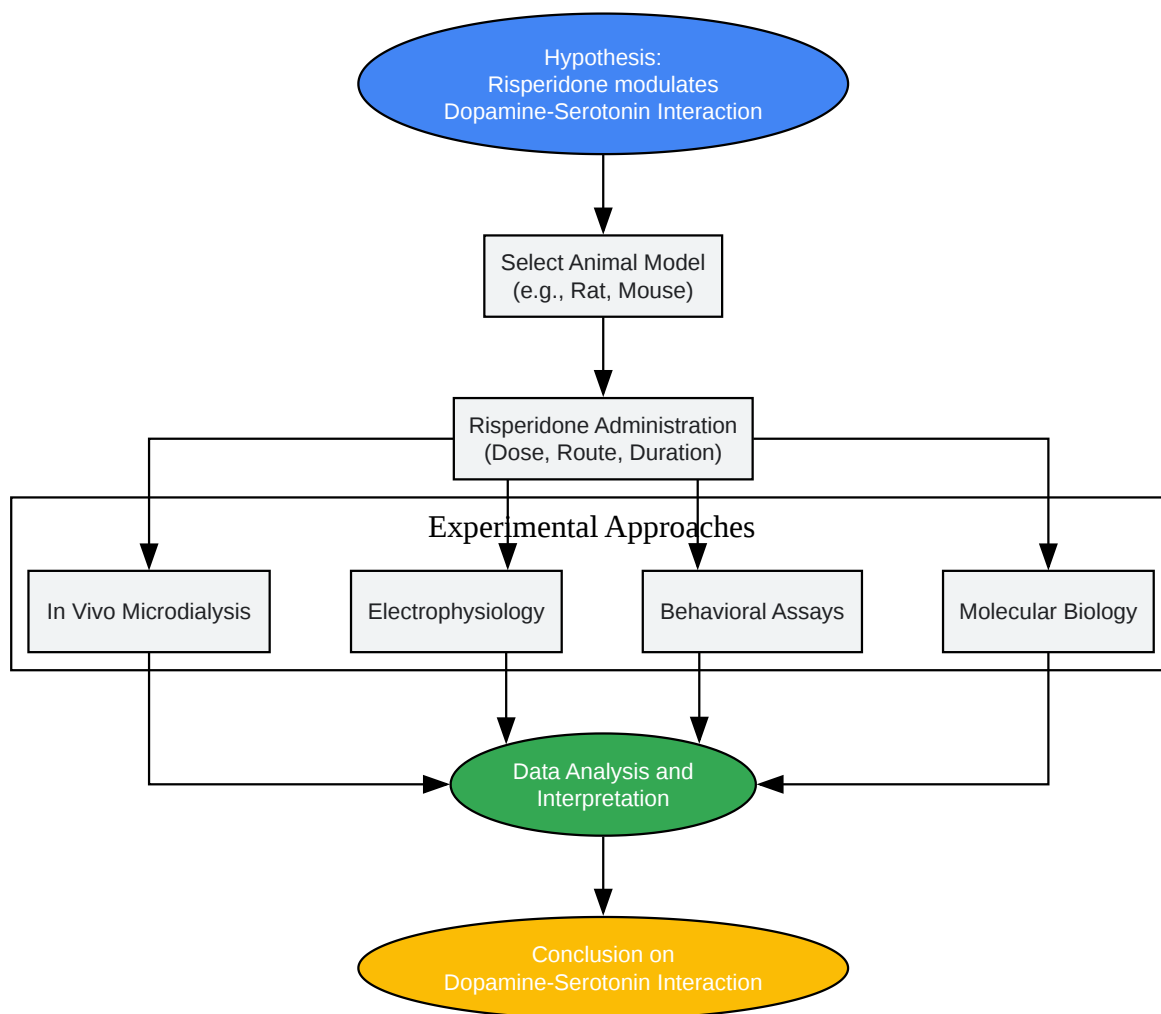 Hypothesis:
Risperidone modulates
Dopamine-Serotonin Interaction
Select Animal Model
(e.g., Rat, Mouse)
Risperidone Administration
(Dose, Route, Duration)
Experimental Approaches
In Vivo Microdialysis
Electrophysiology
Behavioral Assays
Molecular Biology
Data Analysis and
Interpretation
Conclusion on
Dopamine-Serotonin Interaction